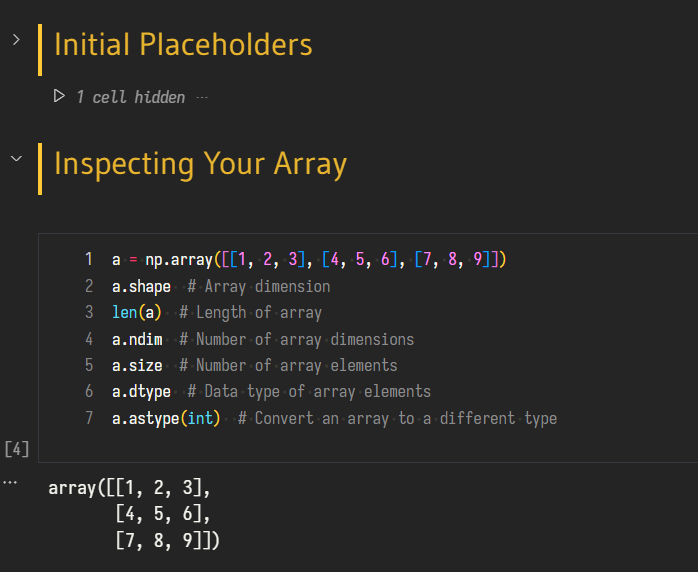 Initial Placeholders
1 cell hidden ...
Inspecting Your Array
1 a = np.array([[1, 2, 3], [4, 5, 6], [7, 8, 9]])
2 a.shape  # Array dimension
3 len(a)  # Length of array
4 a.ndim  # Number of array dimensions
5 a.size  # Number of array elements
6 a.dtype  # Data type of array elements
7 a.astype(int)  # Convert an array to a different type
[4]
... array([[1, 2, 3],
[4, 5, 6],
[7, 8, 9]])